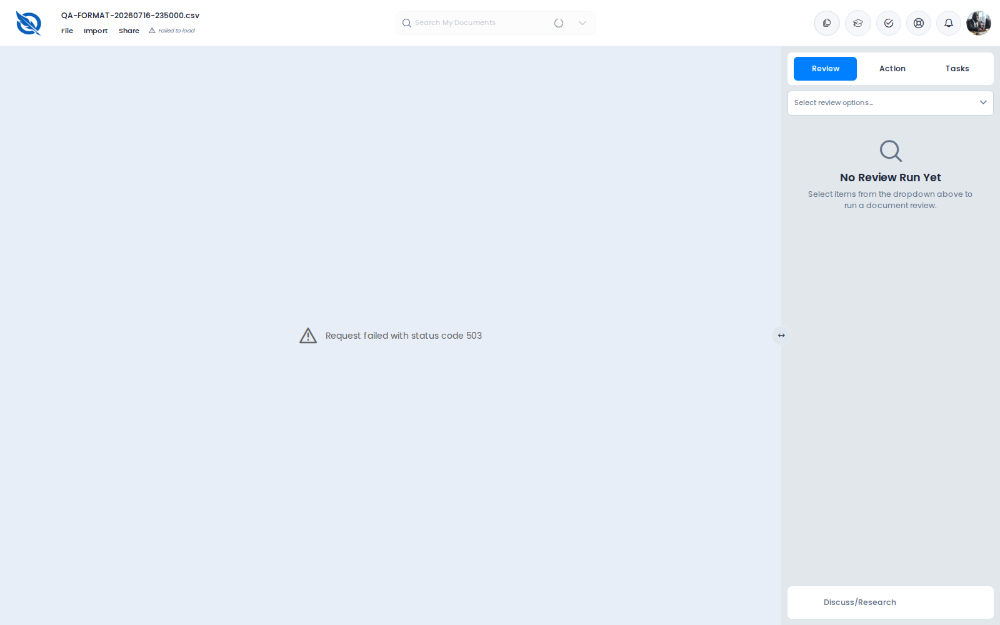 QA-FORMAT-20260716-235000.csv
File Import Share Failed to load
Search My Documents
Review Action Tasks
Select review options...
No Review Run Yet
Select items from the dropdown above to
run a document review.
Request failed with status code 503
Discuss/Research